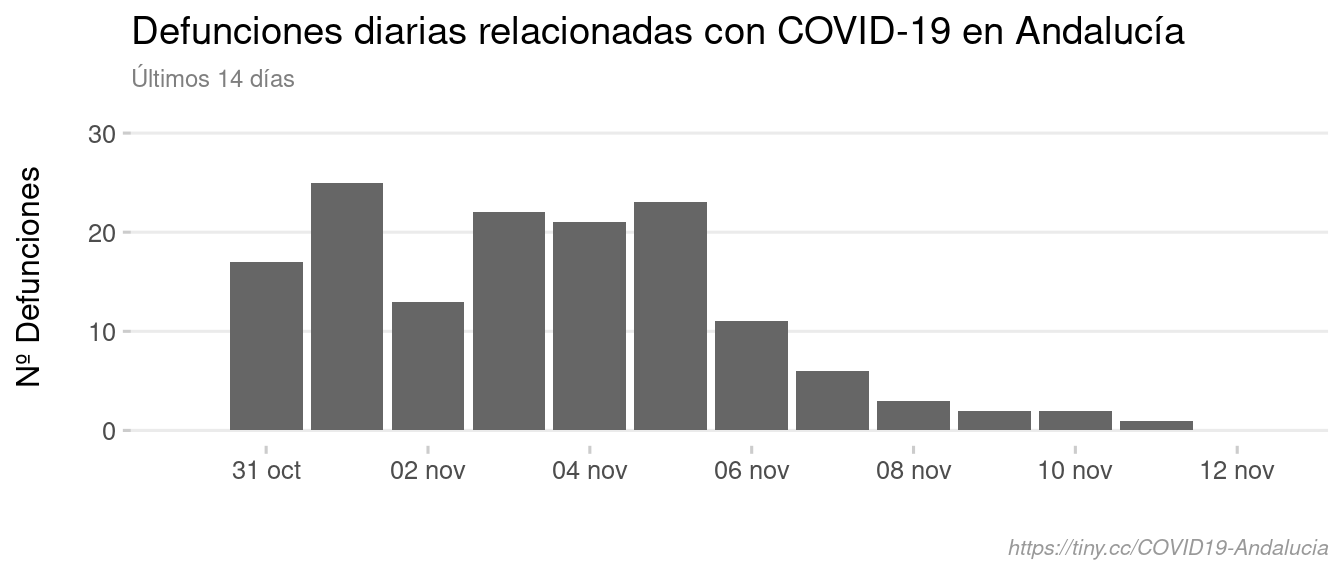 Defunciones diarias relacionadas con COVID-19 en Andalucía
Últimos 14 días
Nº Defunciones
30
20
10
0
31 oct 02 nov 04 nov 06 nov 08 nov 10 nov 12 nov
https://tiny.cc/COVID19-Andalucia